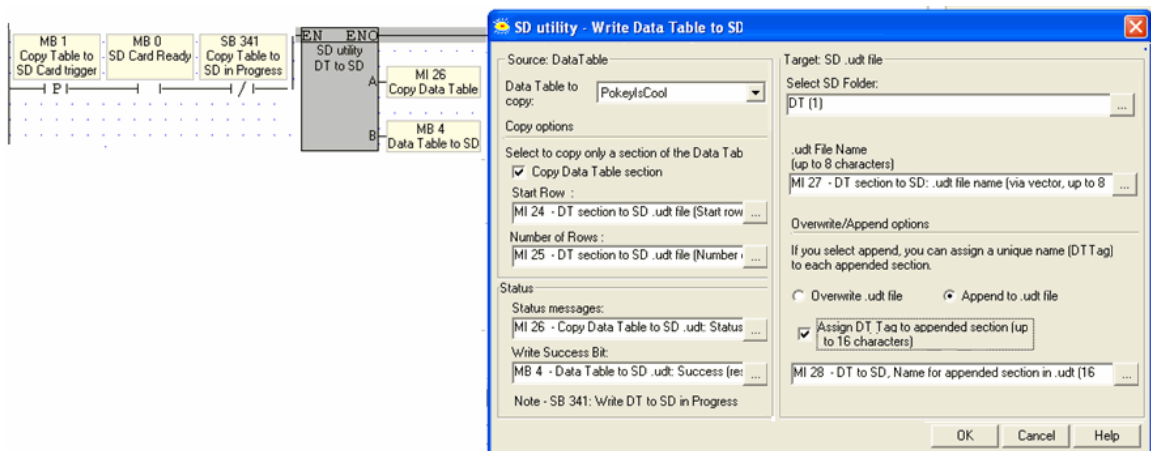 MB 1
Copy Table to
SD Card trigger
MB 0
SD Card Ready
SB 341
Copy Table to
SD in Progress
P
EN ENO
SD utility
DT to SD
A
MI 26
Copy Data Table
B
MB 4
Data Table to SD
SD utility - Write Data Table to SD
Source: DataTable
Data Table to
copy:
PokeyIsCool
Copy options
Select to copy only a section of the Data Tab
Copy Data Table section
Start Row :
MI 24 - DT section to SD .udt file (Start row
...
Number of Rows :
MI 25 - DT section to SD .udt file (Number
...
Status
Status messages:
MI 26 - Copy Data Table to SD .udt: Status
...
Write Success Bit:
MB 4 - Data Table to SD .udt: Success (res
...
Note - SB 341: Write DT to SD in Progress
Target: SD .udt file
Select SD Folder:
DT (1)
...
.udt File Name
(up to 8 characters)
MI 27 - DT section to SD: .udt file name (via vector, up to 8
...
Overwrite/Append options
If you select append, you can assign a unique name (DT Tag)
to each appended section.
Overwrite .udt file
Append to .udt file
Assign DT Tag to appended section (up
to 16 characters)
MI 28 - DT to SD, Name for appended section in .udt (16
...
OK
Cancel
Help